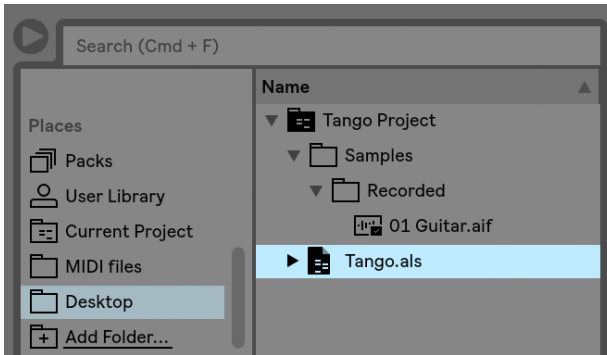 Search (Cmd + F)
Places
Packs
User Library
Current Project
MIDI files
Desktop
Add Folder...
Name
Tango Project
Samples
Recorded
01 Guitar.aif
Tango.als